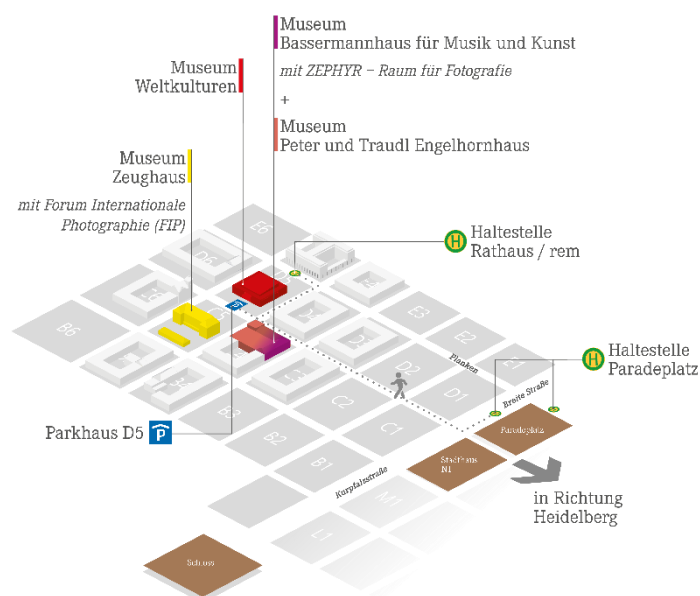 Museum
Bassermannhaus für Musik und Kunst
mit ZEPHYR – Raum für Fotografie
+
Museum
Peter und Traudl Engelhornhaus
Museum
Weltkulturen
Museum
Zeughaus
mit Forum Internationale
Photographie (FIP)
H Haltestelle
Rathaus / rem
H Haltestelle
Paradeplatz
Parkhaus D5 P
E6
D6
B6
E3
E2
E1
Planken
D2
D1
Breite Straße
C2
C1
B3
B2
B1
Kurpfalzstraße
Paradeplatz
Stadthaus
N1
M1
L1
Schloss
in Richtung
Heidelberg